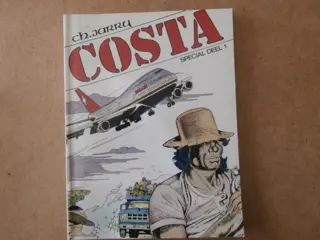 CH. JARRY
COSTA
SPECIAL DEEL 1